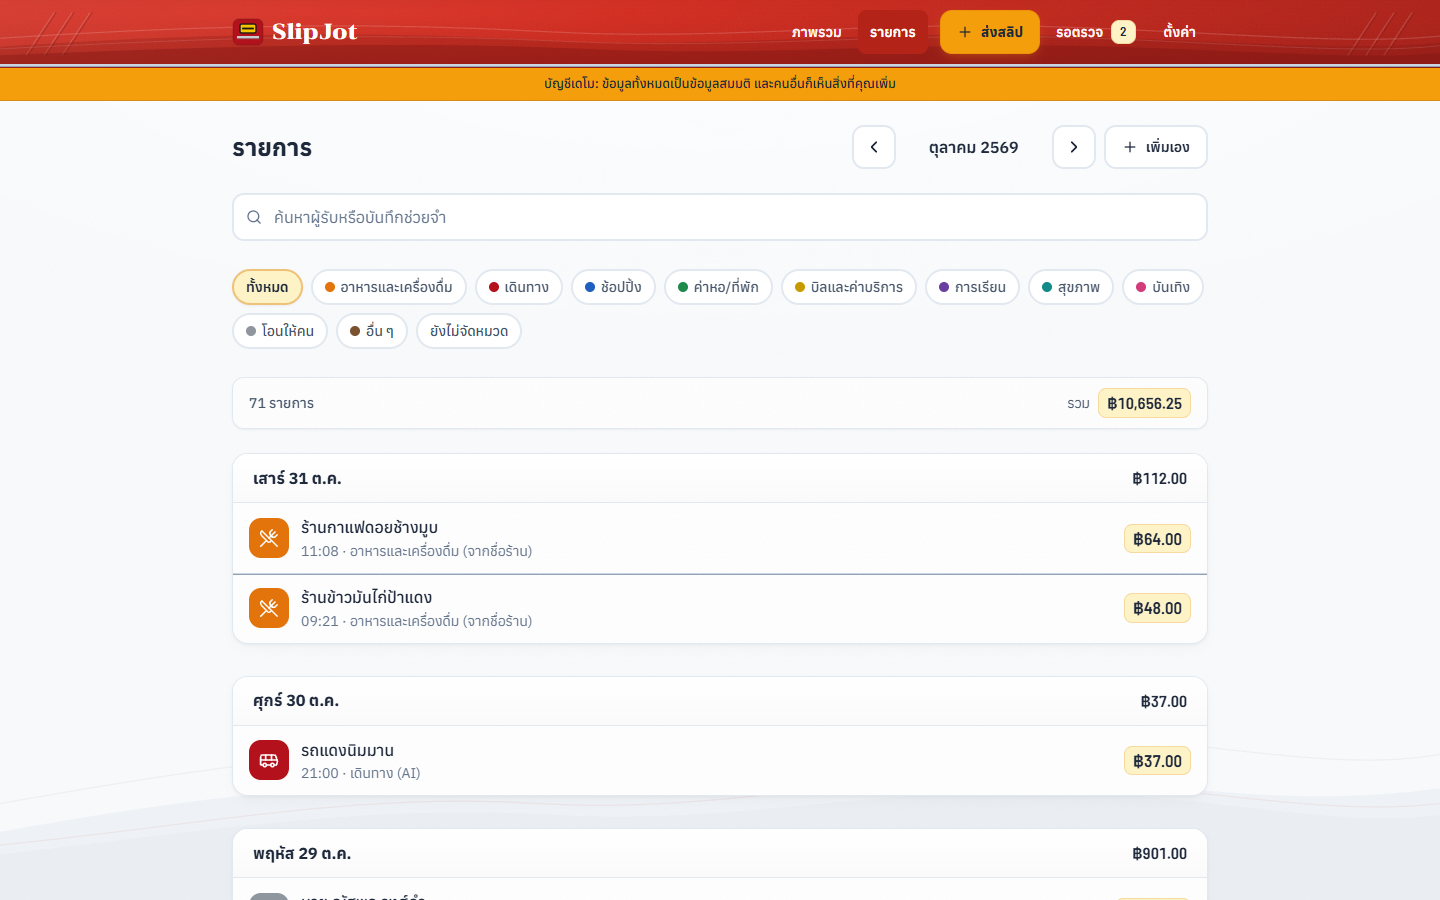 SlipJot
ภาพรวม
รายการ
+ ส่งสลิป
รอตรวจ 2
ตั้งค่า
บัญชีเดโม: ข้อมูลทั้งหมดเป็นข้อมูลสมมติ และคนอื่นก็เห็นสิ่งที่คุณเพิ่ม
รายการ
ตุลาคม 2569
+ เพิ่มเอง
ค้นหาผู้รับหรือบันทึกช่วยจำ
ทั้งหมด
อาหารและเครื่องดื่ม
เดินทาง
ช้อปปิ้ง
ค่าหอ/ที่พัก
บิลและค่าบริการ
การเรียน
สุขภาพ
บันเทิง
โอนให้คน
อื่น ๆ
ยังไม่จัดหมวด
71 รายการ
รวม ฿10,656.25
เสาร์ 31 ต.ค.
฿112.00
ร้านกาแฟดอยช้างมูบ
11:08 · อาหารและเครื่องดื่ม (จากชื่อร้าน)
฿64.00
ร้านข้าวมันไก่ป้าแดง
09:21 · อาหารและเครื่องดื่ม (จากชื่อร้าน)
฿48.00
ศุกร์ 30 ต.ค.
฿37.00
รถแดงนิมมาน
21:00 · เดินทาง (AI)
฿37.00
พฤหัส 29 ต.ค.
฿901.00